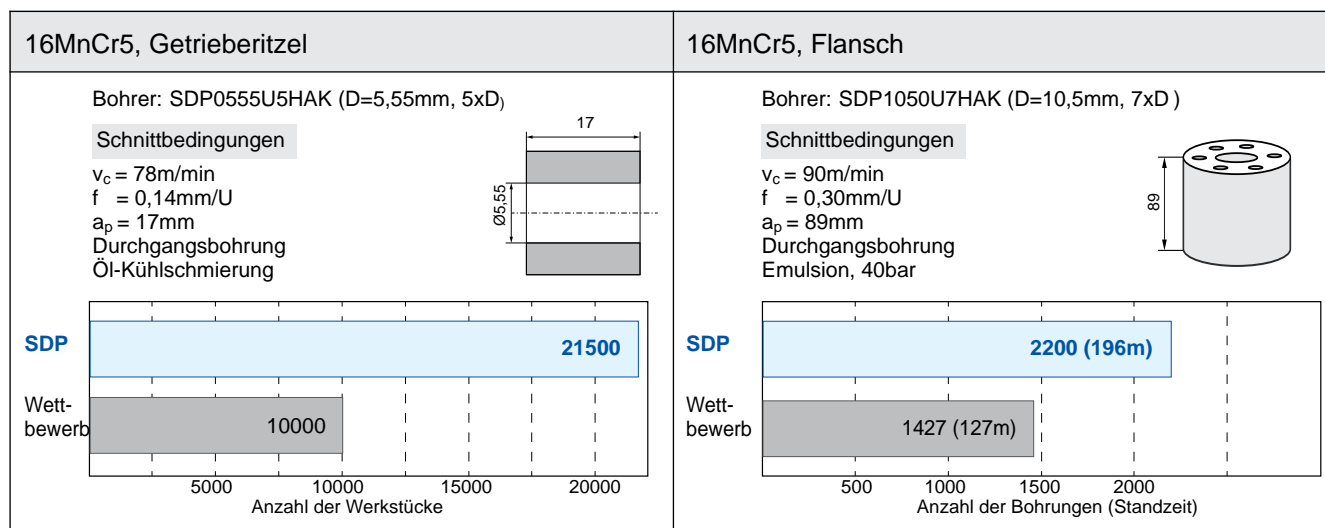 16MnCr5, Getrieberitzel
Bohrer: SDP0555U5HAK (D=5,55mm, 5xD)
Schnittbedingungen
vc = 78m/min
f = 0,14mm/U
ap = 17mm
Durchgangsbohrung
Öl-Kühlschmierung
17
Ø5,55
SDP
21500
Wett-
bewerb
10000
5000 10000 15000 20000
Anzahl der Werkstücke
16MnCr5, Flansch
Bohrer: SDP1050U7HAK (D=10,5mm, 7xD )
Schnittbedingungen
vc = 90m/min
f = 0,30mm/U
ap = 89mm
Durchgangsbohrung
Emulsion, 40bar
89
SDP
2200 (196m)
Wett-
bewerb
1427 (127m)
500 1000 1500 2000
Anzahl der Bohrungen (Standzeit)